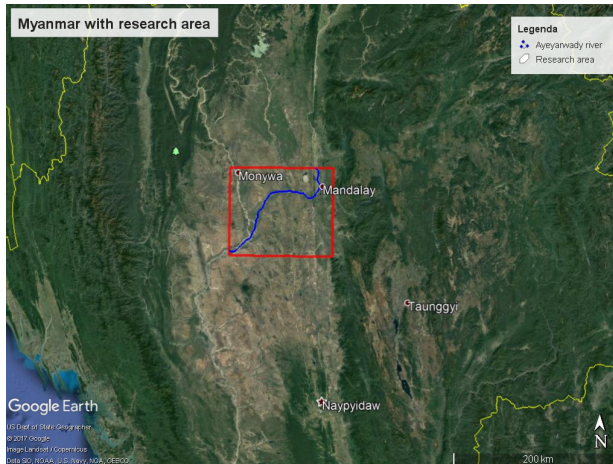 Myanmar with research area
Legenda
Ayeyarwady river
Research area
Monywa
Mandalay
Taunggyi
Naypyidaw
Google Earth
US Dept of State Geographer
© 2017 Google
Image Landsat / Copernicus
Data SIO, NOAA, U.S. Navy, NGA, GEBCO
N
200 km